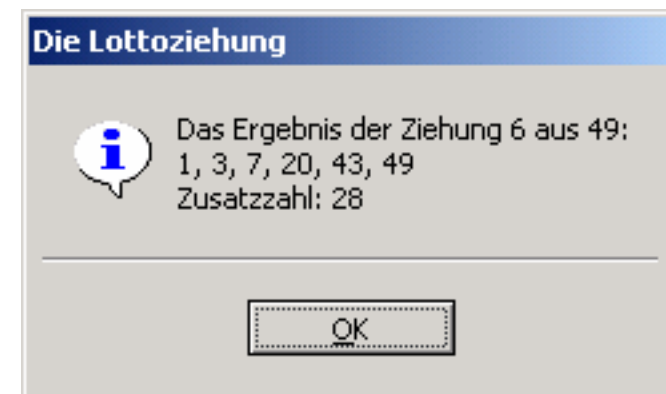 Die Lottoziehung
Das Ergebnis der Ziehung 6 aus 49:
1, 3, 7, 20, 43, 49
Zusatzzahl: 28
OK